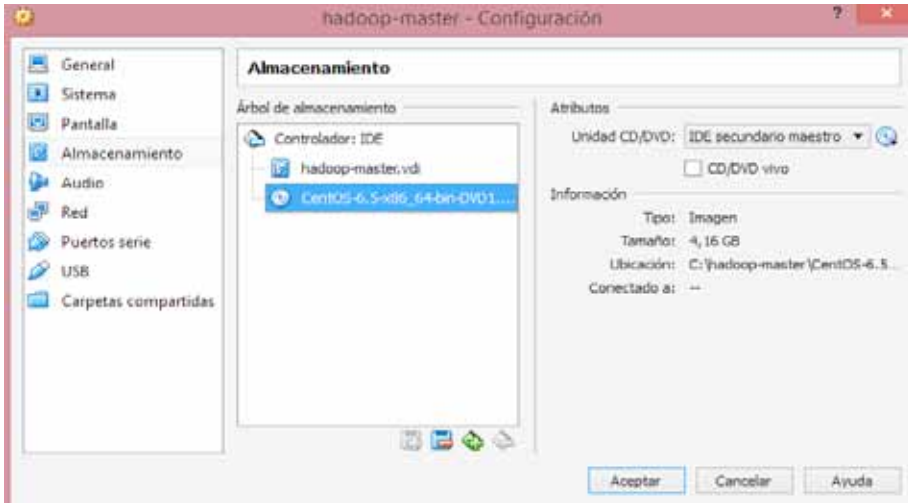 hadoop-master - Configuración
?
General
Sistema
Pantalla
Almacenamiento
Audio
Red
Puertos serie
USB
Carpetas compartidas
Almacenamiento
Árbol de almacenamiento
Controlador: IDE
hadoop-master.vdi
CentOS-6.5-x86_64-bin-DVD1....
Atributos
Unidad CD/DVD: IDE secundario maestro
CD/DVD vivo
Información
Tipo: Imagen
Tamaño: 4,16 GB
Ubicación: C:\hadoop-master\CentOS-6.5...
Conectado a: --
Aceptar
Cancelar
Ayuda